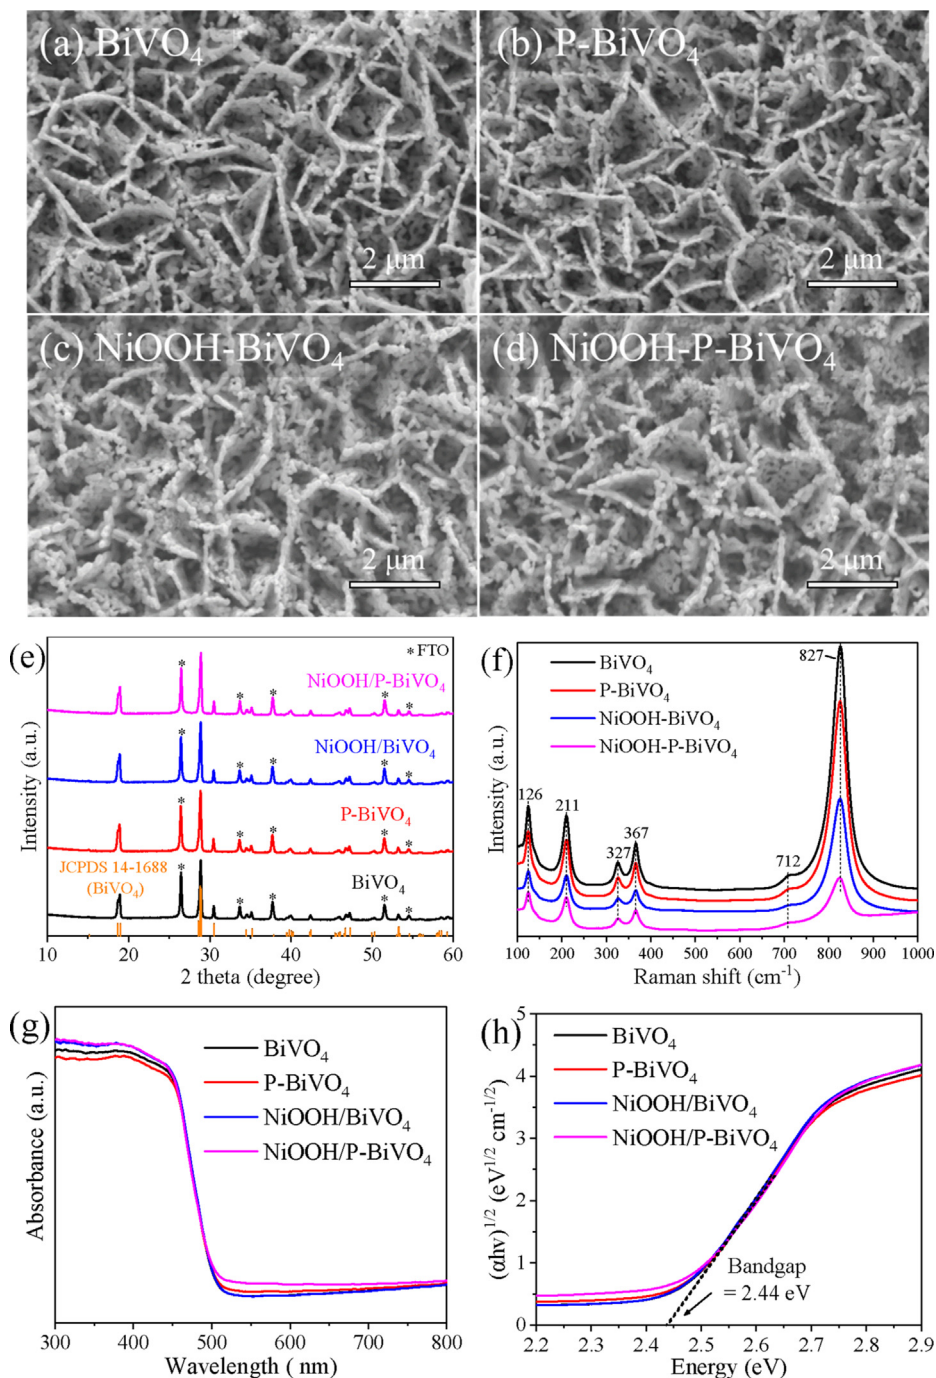 (a) BiVO₄
2 μm
(b) P-BiVO₄
2 μm
(c) NiOOH-BiVO₄
2 μm
(d) NiOOH-P-BiVO₄
2 μm
(e)
* FTO
* * * * * *
NiOOH/P-BiVO₄
* * * * * *
NiOOH/BiVO₄
* * * * * *
P-BiVO₄
* * * * * *
JCPDS 14-1688
(BiVO₄)
BiVO₄
Intensity (a.u.)
10 20 30 40 50 60
2 theta (degree)
(f)
BiVO₄
P-BiVO₄
NiOOH-BiVO₄
NiOOH-P-BiVO₄
827
126
211
327
367
712
Intensity (a.u.)
100 200 300 400 500 600 700 800 900 1000
Raman shift (cm⁻¹)
(g)
BiVO₄
P-BiVO₄
NiOOH/BiVO₄
NiOOH/P-BiVO₄
Absorbance (a.u.)
300 400 500 600 700 800
Wavelength ( nm)
(h)
BiVO₄
P-BiVO₄
NiOOH/BiVO₄
NiOOH/P-BiVO₄
Bandgap
= 2.44 eV
(αhv)¹/² (eV¹/² cm⁻¹/²)
5
4
3
2
1
0
2.2 2.3 2.4 2.5 2.6 2.7 2.8 2.9
Energy (eV)